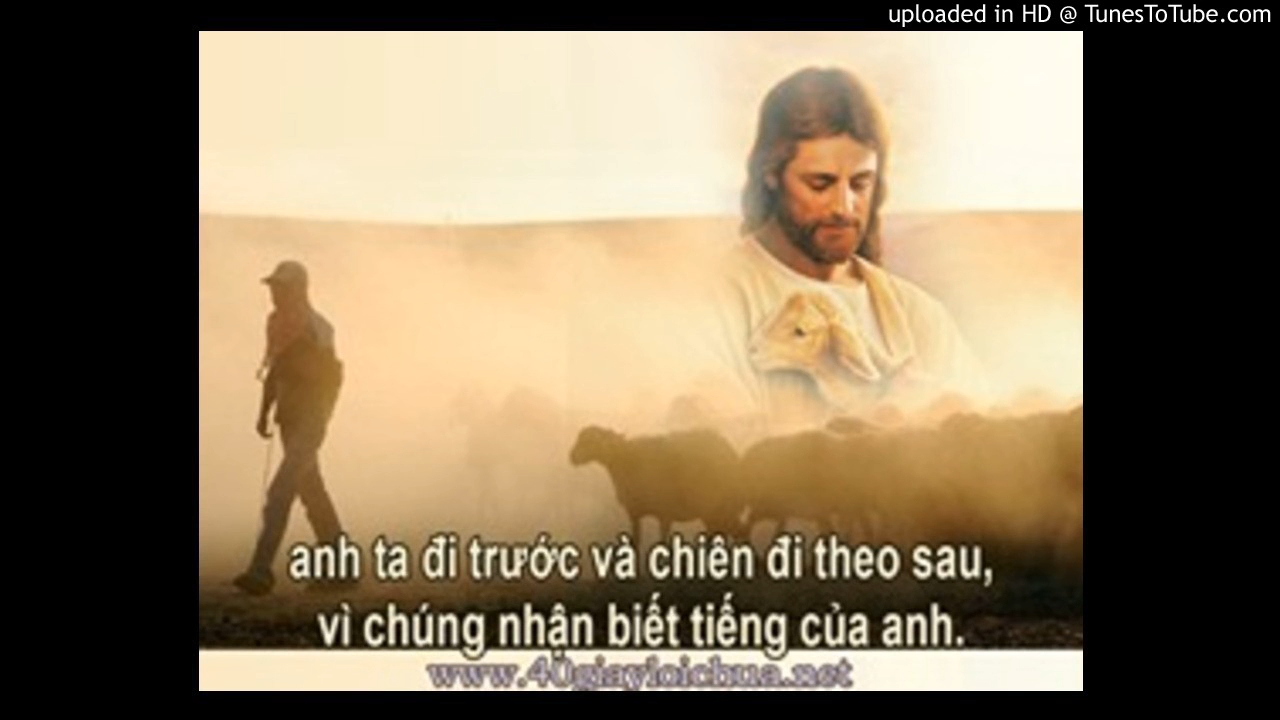 uploaded in HD @ TunesToTube.com
anh ta đi trước và chiên đi theo sau,
vì chúng nhận biết tiếng của anh.
www.40giayloichua.net